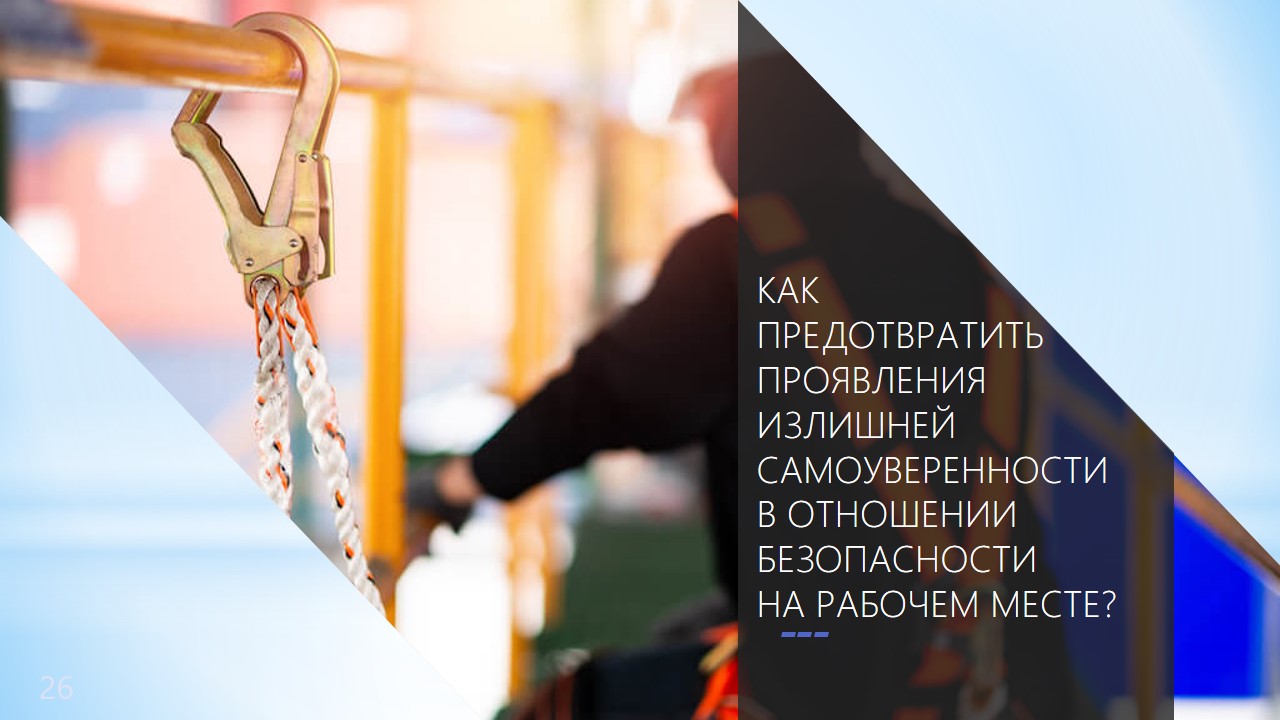 КАК
ПРЕДОТВРАТИТЬ
ПРОЯВЛЕНИЯ
ИЗЛИШНЕЙ
САМОУВЕРЕННОСТИ
В ОТНОШЕНИИ
БЕЗОПАСНОСТИ
НА РАБОЧЕМ МЕСТЕ?
26